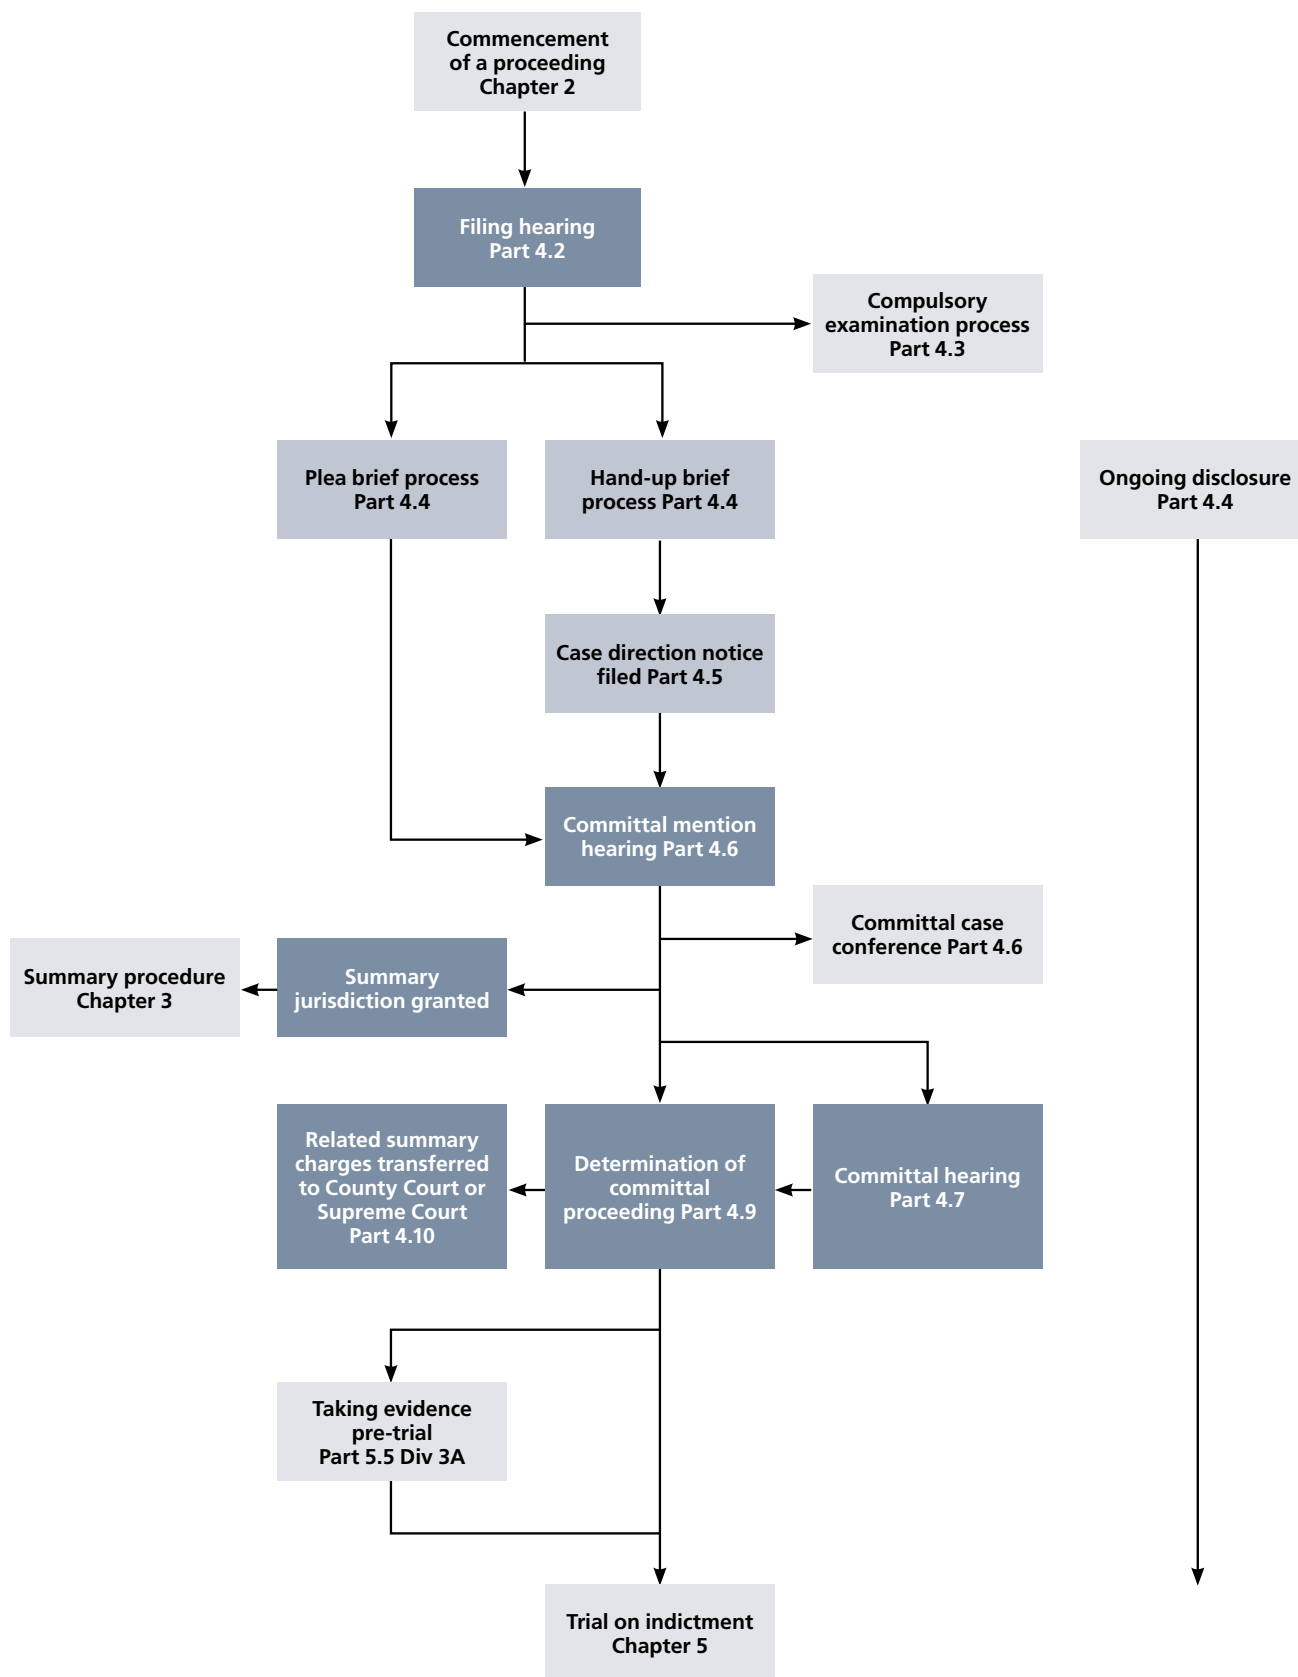 Commencement
of a proceeding
Chapter 2
Filing hearing
Part 4.2
Compulsory
examination process
Part 4.3
Plea brief process
Part 4.4
Hand-up brief
process Part 4.4
Ongoing disclosure
Part 4.4
Case direction notice
filed Part 4.5
Committal mention
hearing Part 4.6
Committal case
conference Part 4.6
Summary procedure
Chapter 3
Summary
jurisdiction granted
Related summary
charges transferred
to County Court or
Supreme Court
Part 4.10
Determination of
committal
proceeding Part 4.9
Committal hearing
Part 4.7
Taking evidence
pre-trial
Part 5.5 Div 3A
Trial on indictment
Chapter 5